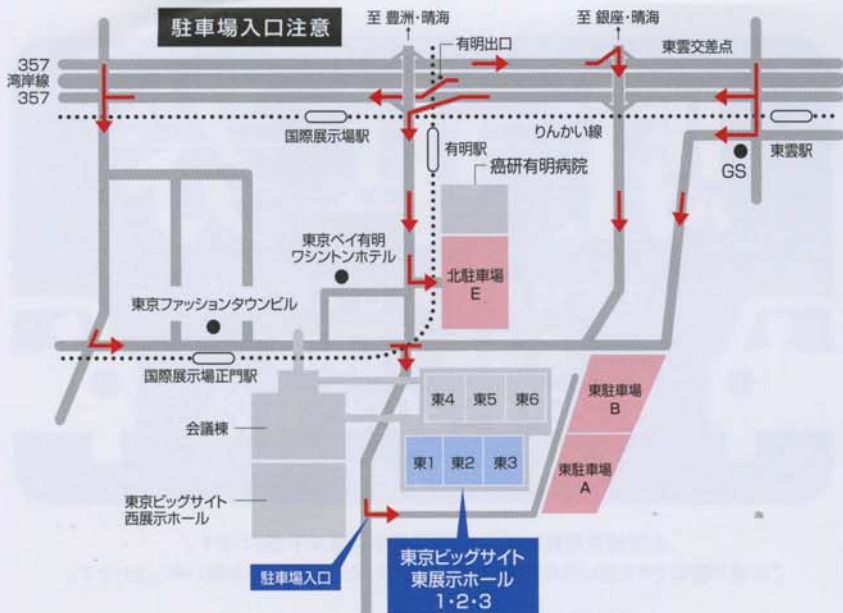 駐車場入口注意
至 豊洲・晴海
至 銀座・晴海
有明出口
東雲交差点
357
湾岸線
357
国際展示場駅
りんかい線
有明駅
東雲駅
GS
癌研有明病院
東京ベイ有明
ワシントンホテル
北駐車場
E
東京ファッションタウンビル
国際展示場正門駅
東4
東5
東6
東駐車場
B
会議棟
東1
東2
東3
東駐車場
A
東京ビッグサイト
西展示ホール
駐車場入口
東京ビッグサイト
東展示ホール
1・2・3